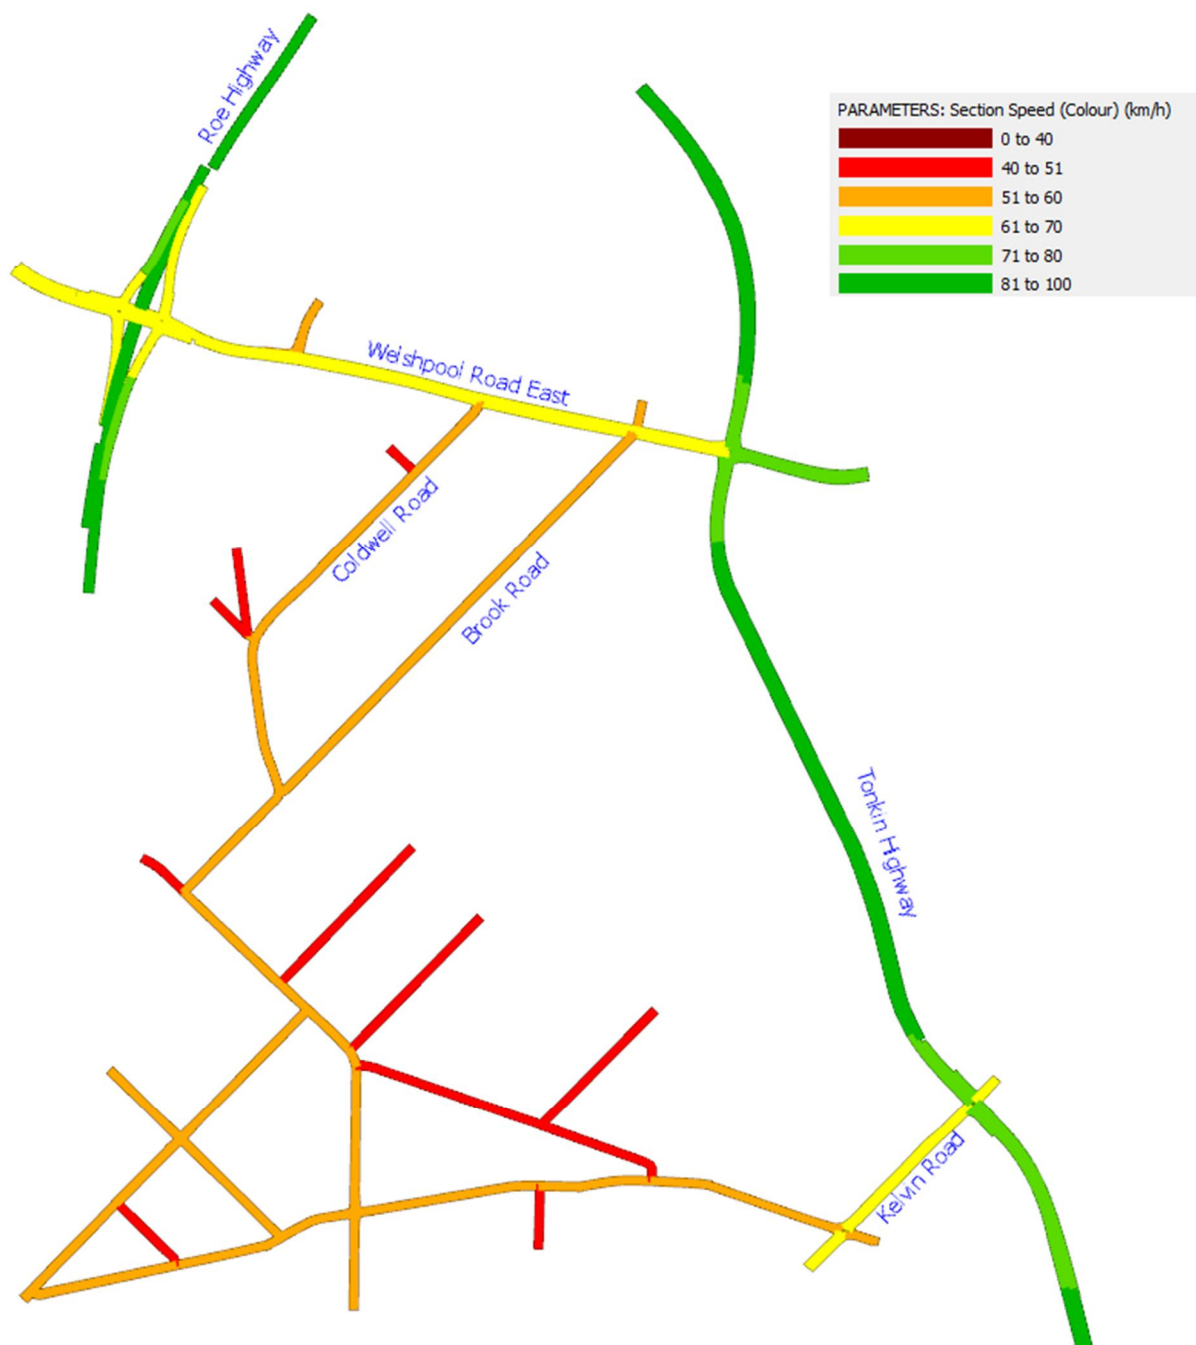 Roe Highway
PARAMETERS: Section Speed (Colour) (km/h)
0 to 40
40 to 51
51 to 60
61 to 70
71 to 80
81 to 100
Welshpool Road East
Coldwell Road
Brook Road
Tonkin Highway
Kelvin Road